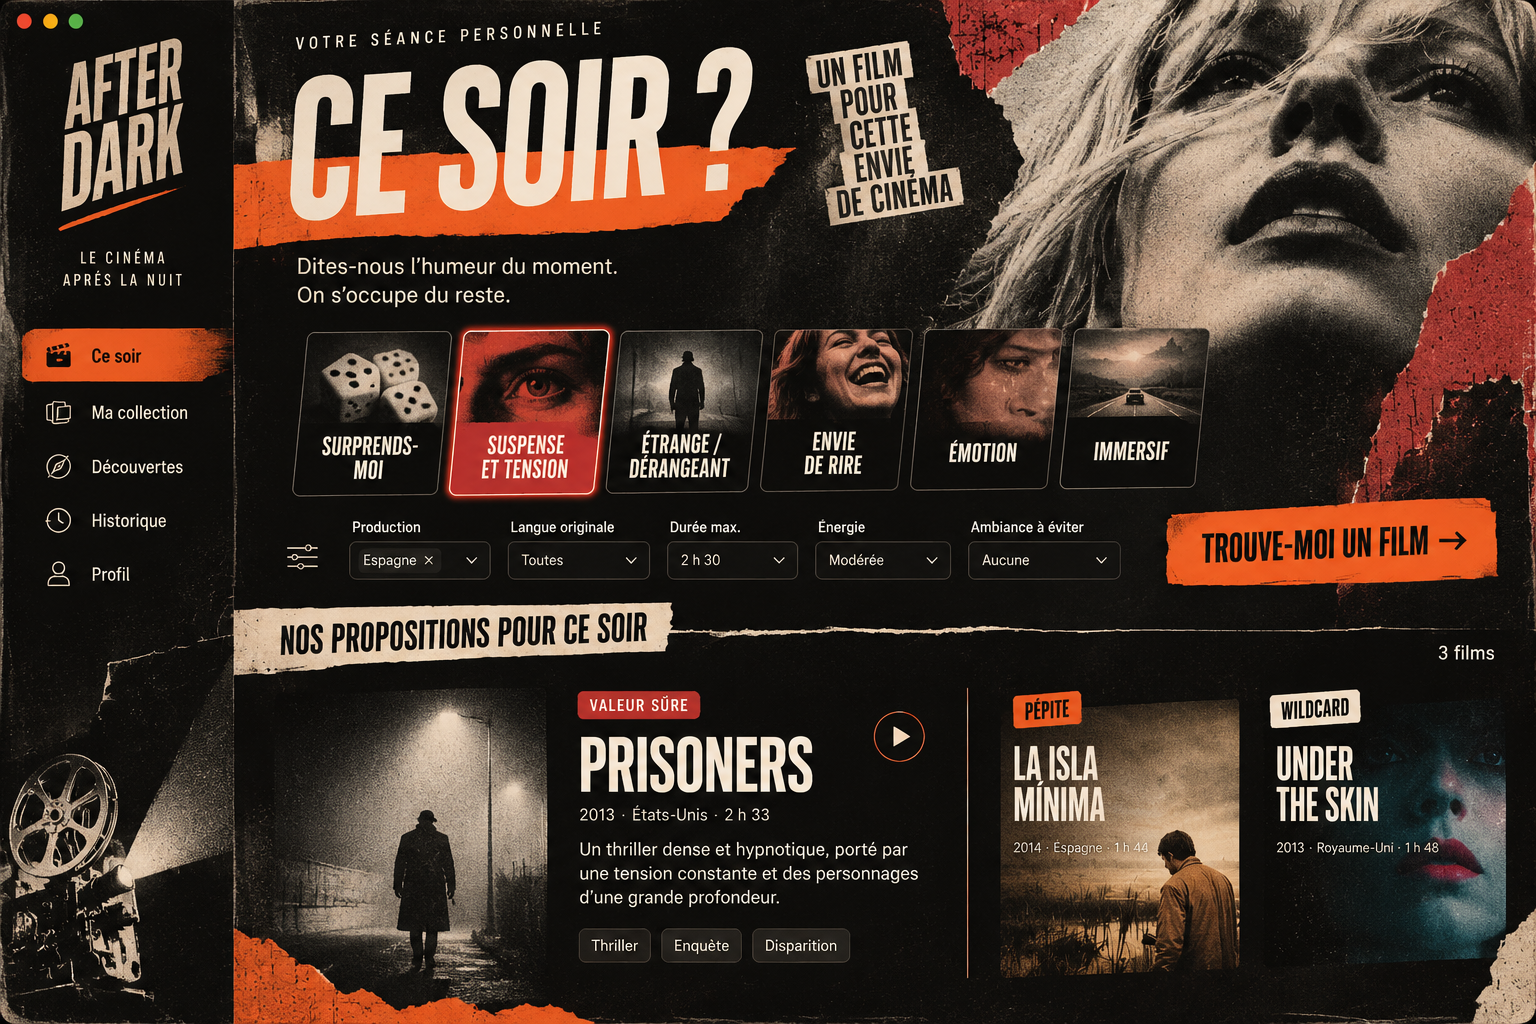 AFTER
DARK
LE CINÉMA
APRÉS LA NUIT
Ce soir
Ma collection
Découvertes
Historique
Profil
VOTRE SÉANCE PERSONNELLE
CE SOIR ?
UN FILM
POUR
CETTE
ENVIE
DE CINÉMA
Dites-nous l’humeur du moment.
On s’occupe du reste.
SURPRENDS-
MOI
SUSPENSE
ET TENSION
ÉTRANGE /
DÉRANGEANT
ENVIE
DE RIRE
ÉMOTION
IMMERSIF
Production
Espagne ×
Langue originale
Toutes
Durée max.
2 h 30
Énergie
Modérée
Ambiance à éviter
Aucune
TROUVE-MOI UN FILM →
NOS PROPOSITIONS POUR CE SOIR
3 films
VALEUR SÛRE
PRISONERS
2013 · États-Unis · 2 h 33
Un thriller dense et hypnotique, porté par
une tension constante et des personnages
d’une grande profondeur.
Thriller
Enquète
Disparition
PÉPITE
LA ISLA
MÍNIMA
2014 · Espagne · 1 h 44
WILDCARD
UNDER
THE SKIN
2013 · Royaume-Uni · 1 h 48